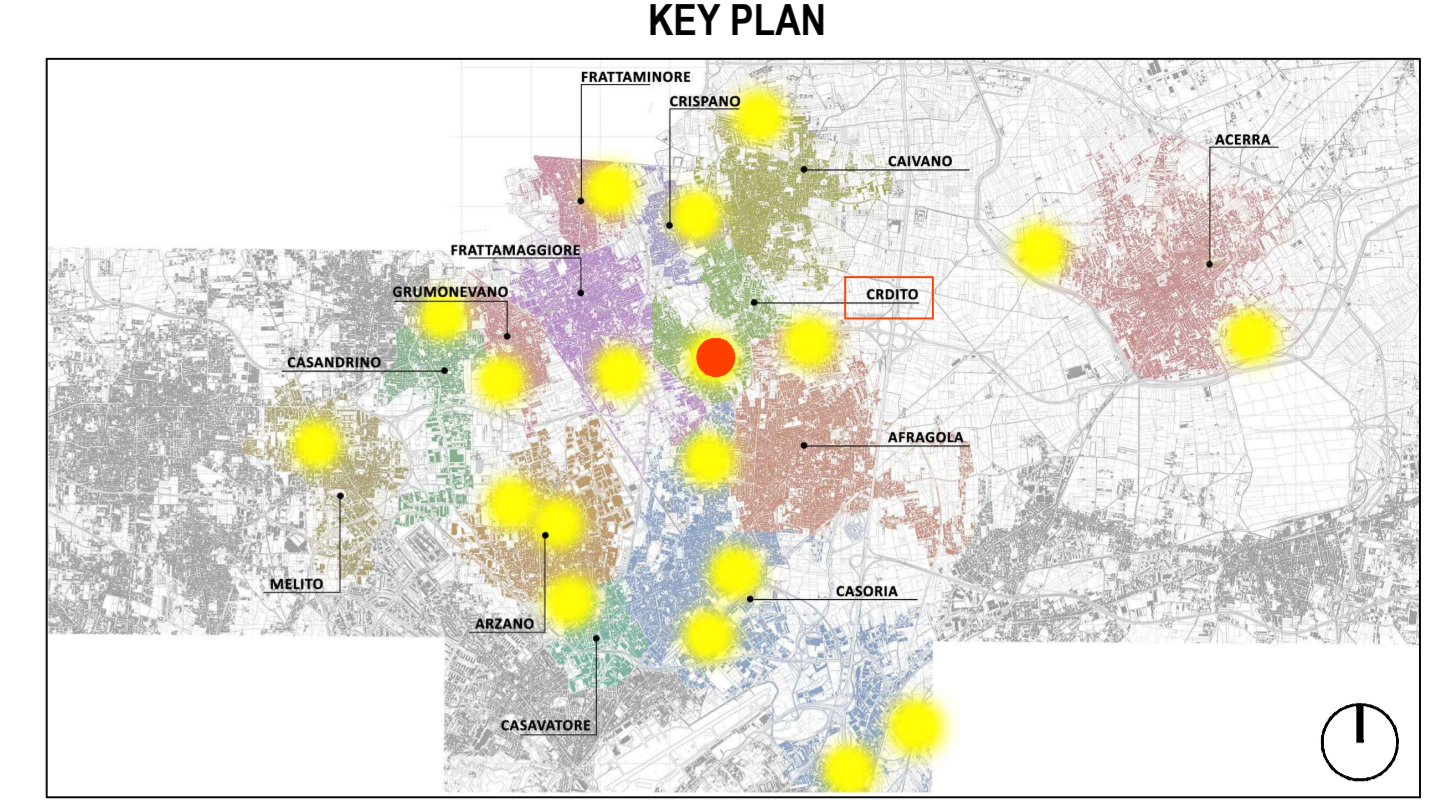 KEY PLAN
FRATTAMINORE
CRISPANO
ACERRA
CAIVANO
FRATTAMAGGIORE
GRUMONEVANO
CRDITO
CASANDRINO
AFRAGOLA
MELITO
CASORIA
ARZANO
CASAVATORE